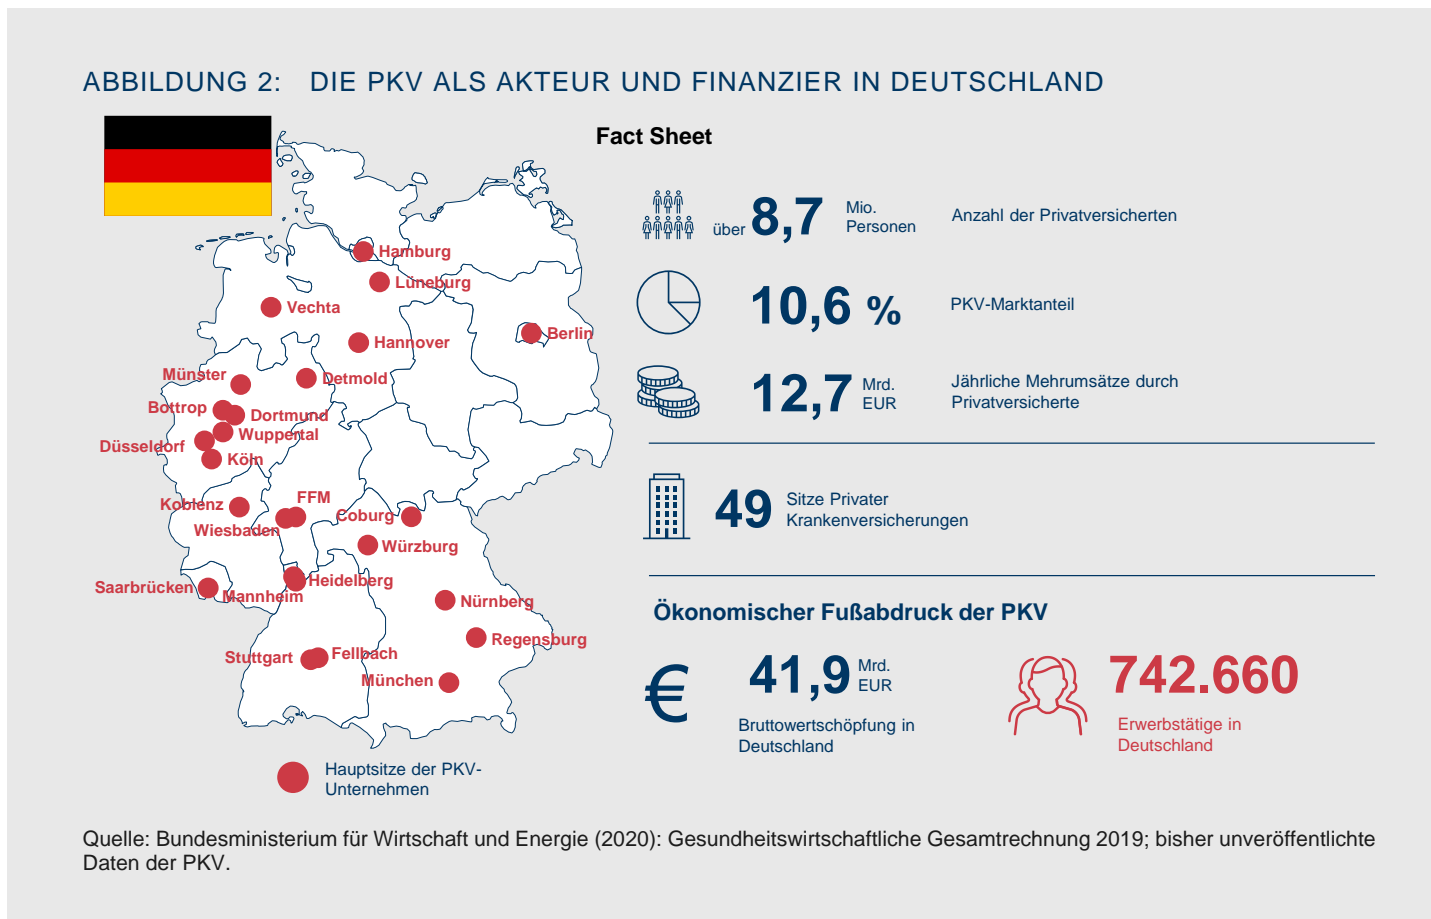 ABBILDUNG 2: DIE PKV ALS AKTEUR UND FINANZIER IN DEUTSCHLAND
Fact Sheet
über 8,7 Mio. Personen
Anzahl der Privatversicherten
10,6 %
PKV-Marktanteil
12,7 Mrd. EUR
Jährliche Mehrumsätze durch
Privatversicherte
49
Sitze Privater
Krankenversicherungen
Ökonomischer Fußabdruck der PKV
€
41,9 Mrd. EUR
Bruttowertschöpfung in
Deutschland
742.660
Erwerbstätige in
Deutschland
Hamburg
Lüneburg
Vechta
Berlin
Hannover
Münster
Detmold
Bottrop
Dortmund
Wuppertal
Düsseldorf
Köln
Koblenz
FFM
Wiesbaden
Coburg
Würzburg
Saarbrücken
Mannheim
Heidelberg
Nürnberg
Regensburg
Stuttgart
Fellbach
München
Hauptsitze der PKV-
Unternehmen
Quelle: Bundesministerium für Wirtschaft und Energie (2020): Gesundheitswirtschaftliche Gesamtrechnung 2019; bisher unveröffentlichte
Daten der PKV.